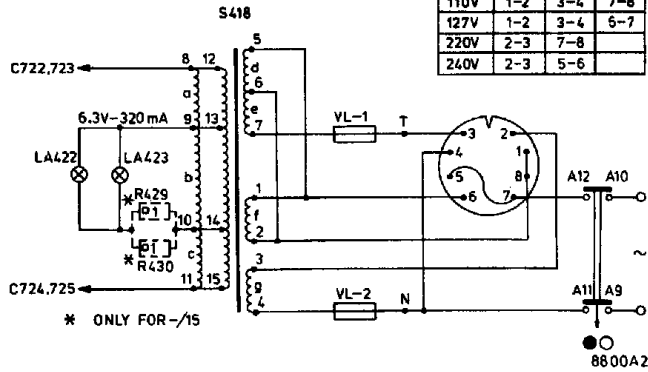 S418
110V 1-2 3-4 7-8
127V 1-2 3-4 6-7
220V 2-3 7-8
240V 2-3 5-6
C722,723
8 12
a
5
d
6
e
7
6.3V-320 mA
9 13
VL-1 T
3 2
4 1
5 8
6 7
LA422 LA423
b
* R429
10 14
* R430
c
1
f
2
3
g
4
A12 A10
~
C724,725
11 15
VL-2 N
A11 A9
* ONLY FOR -/15
8800A2